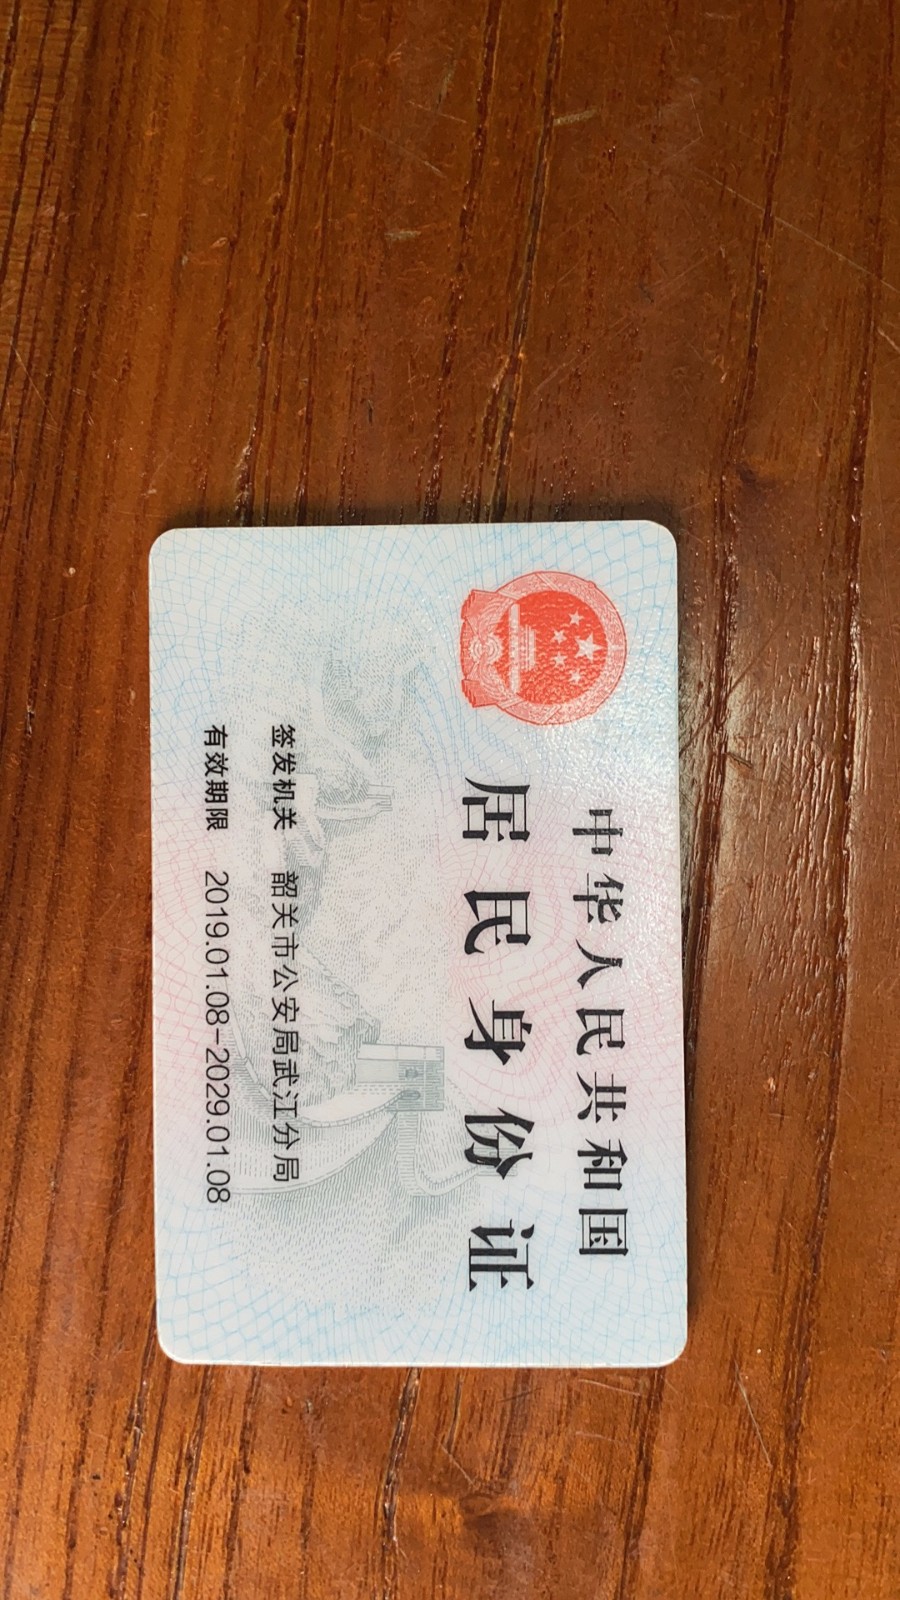 中华人民共和国
居民身份证
签发机关 韶关市公安局武江分局
有效期限 2019.01.08-2029.01.08